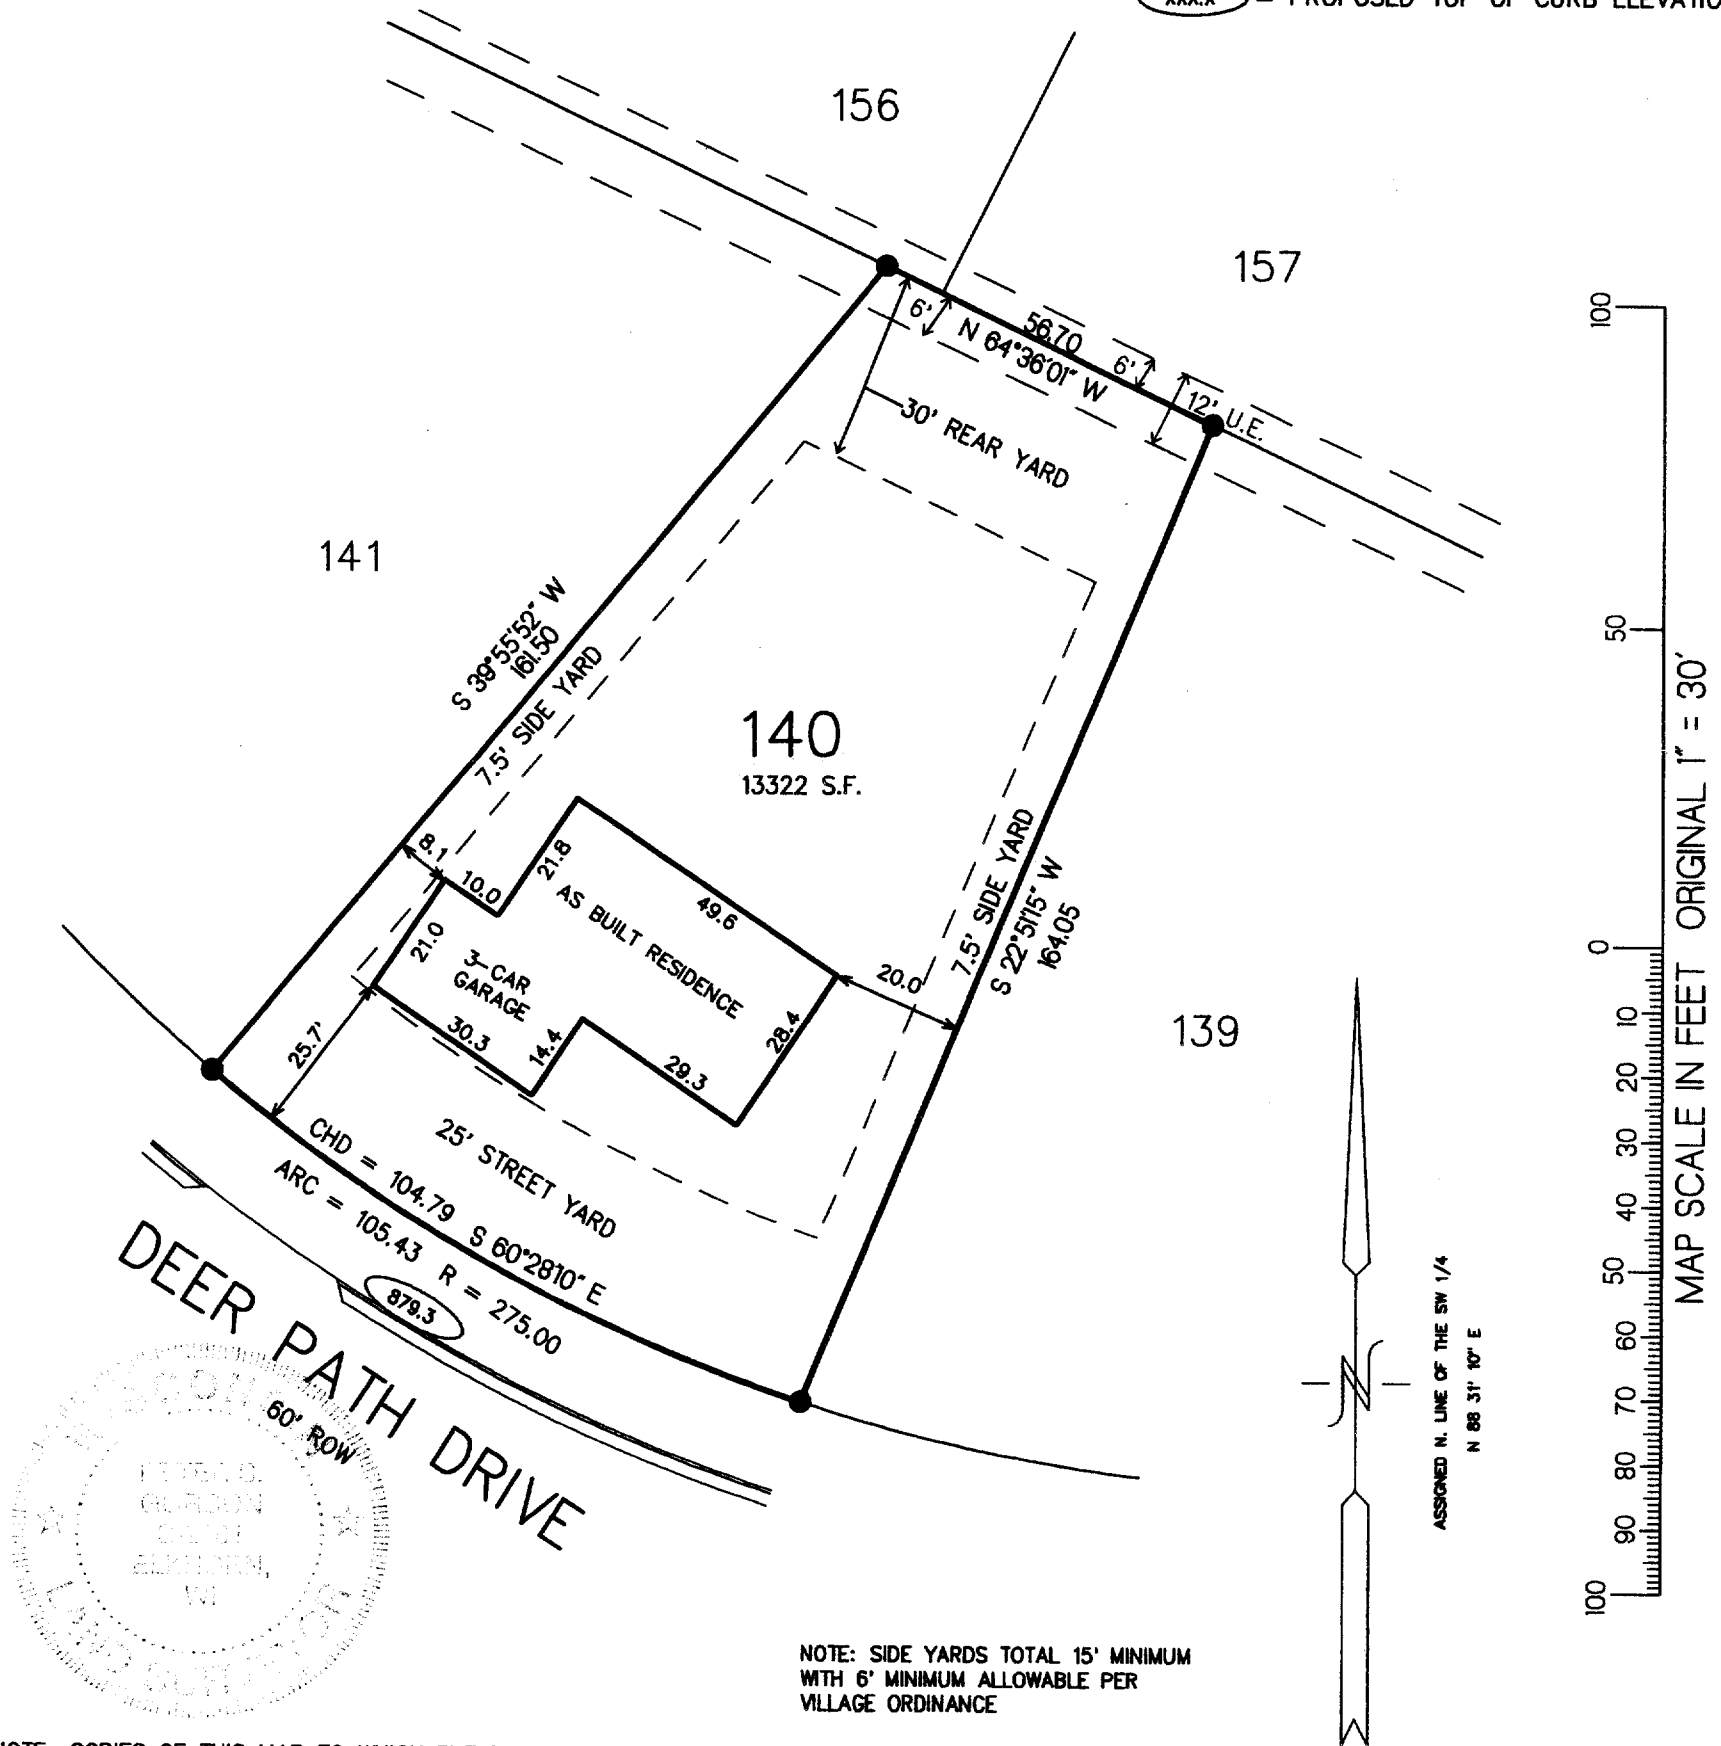 XXX.X = PROPOSED TOP OF CURB ELEVATIO
156
157
6'
56.70
N 64°36'01" W
6'
12' U.E.
30' REAR YARD
141
S 39°55'52" W
161.50
7.5' SIDE YARD
140
13322 S.F.
8.1
10.0
21.8
49.6
AS BUILT RESIDENCE
21.0
3-CAR
GARAGE
30.3
14.4
29.3
28.4
20.0
7.5' SIDE YARD
S 22°51'15" W
164.05
139
25.7'
25' STREET YARD
CHD = 104.79 S 60°28'10" E
ARC = 105.43 R = 275.00
879.3
DEER PATH DRIVE
60' ROW
ELKHORN,
WI
LAND
NOTE: SIDE YARDS TOTAL 15' MINIMUM
WITH 6' MINIMUM ALLOWABLE PER
VILLAGE ORDINANCE
N
ASSIGNED N. LINE OF THE SW 1/4
N 88 31' 10" E
100
50
0
10
20
30
40
50
60
70
80
90
100
MAP SCALE IN FEET ORIGINAL 1" = 30'